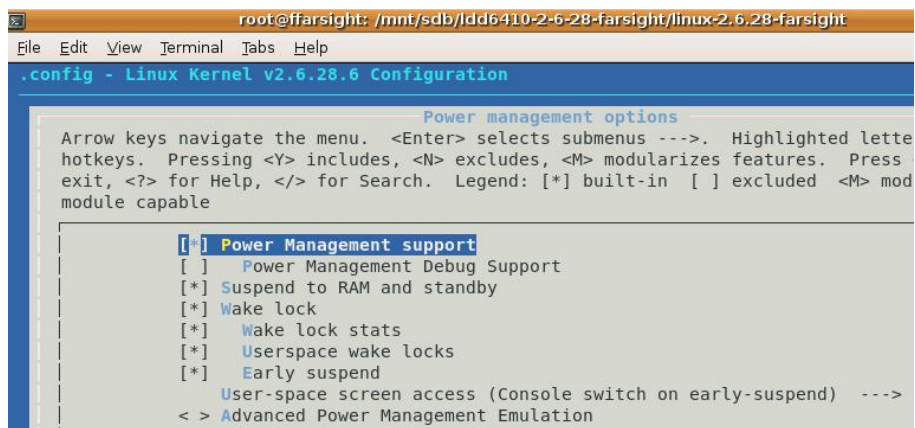 root@ffarsight: /mnt/sdb/ldd6410-2-6-28-farsight/linux-2.6.28-farsight
File Edit View Terminal Tabs Help
.config - Linux Kernel v2.6.28.6 Configuration
Power management options
Arrow keys navigate the menu. <Enter> selects submenus --->. Highlighted lette
hotkeys. Pressing <Y> includes, <N> excludes, <M> modularizes features. Press
exit, <?> for Help, </> for Search. Legend: [*] built-in [ ] excluded <M> mod
module capable
[*] Power Management support
[ ] Power Management Debug Support
[*] Suspend to RAM and standby
[*] Wake lock
[*] Wake lock stats
[*] Userspace wake locks
[*] Early suspend
User-space screen access (Console switch on early-suspend) --->
< > Advanced Power Management Emulation